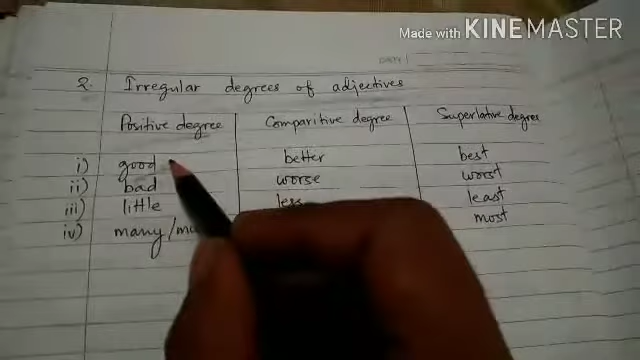 Made with KINEMASTER
DATE
2. Irregular degrees of adjectives
Positive degree Comparitive degree Superlative degree
i) good better best
ii) bad worse worst
iii) little less least
iv) many / most